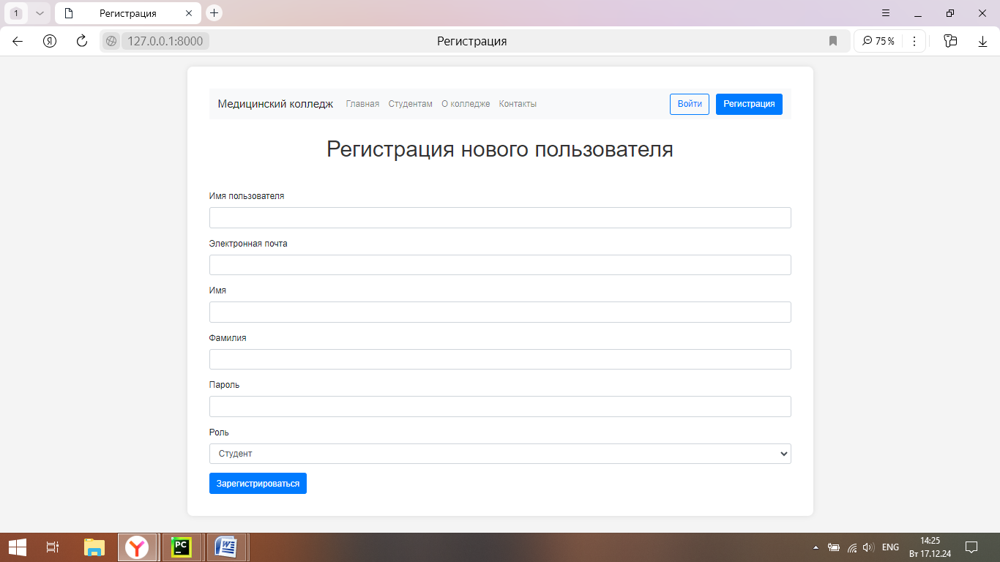 1
Регистрация
127.0.0.1:8000
Регистрация
75%
Медицинский колледж
Главная
Студентам
О колледже
Контакты
Войти
Регистрация
Регистрация нового пользователя
Имя пользователя
Электронная почта
Имя
Фамилия
Пароль
Роль
Студент
Зарегистрироваться
PC
W
ENG
14:25
Вт 17.12.24